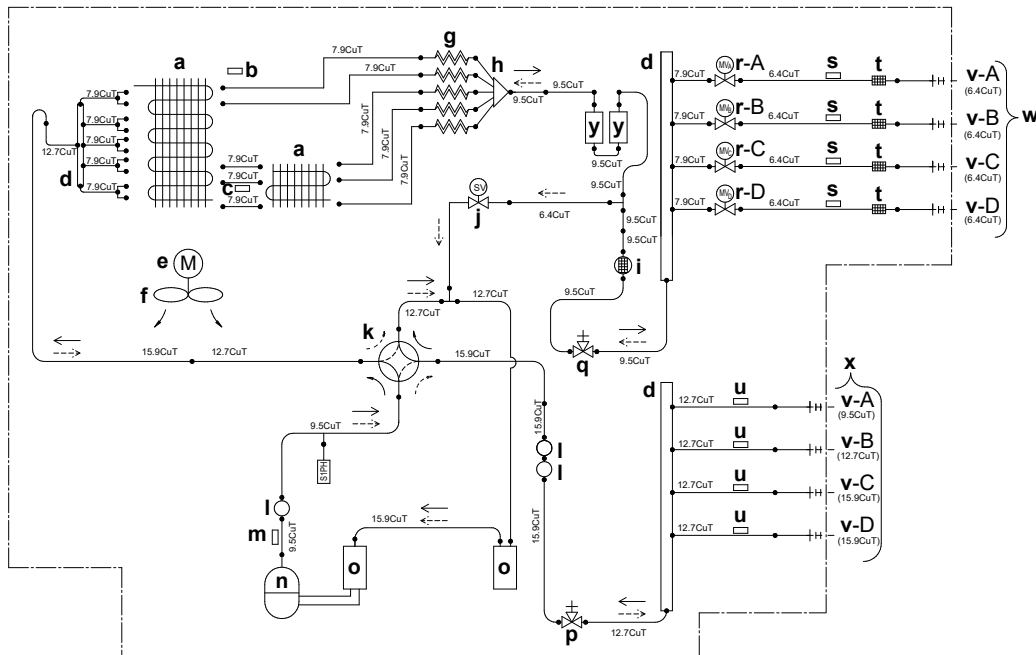 a
b
g
h
d
7.9CuT
7.9CuT
7.9CuT
7.9CuT
7.9CuT
9.5CuT
9.5CuT
y y
9.5CuT
9.5CuT
7.9CuT
7.9CuT
7.9CuT
7.9CuT
7.9CuT
12.7CuT
d
7.9CuT
7.9CuT
7.9CuT
c
a
7.9CuT MVA r-A 6.4CuT s t v-A
(6.4CuT)
7.9CuT MVB r-B 6.4CuT s t v-B
(6.4CuT)
7.9CuT MVC r-C 6.4CuT s t v-C
(6.4CuT)
7.9CuT MVD r-D 6.4CuT s t v-D
(6.4CuT)
w
SV
j
6.4CuT
9.5CuT
9.5CuT
i
9.5CuT
q
9.5CuT
e M
f
12.7CuT
12.7CuT
k
15.9CuT 12.7CuT
15.9CuT
9.5CuT
S1PH
l
m
9.5CuT
n
o
15.9CuT
o
15.9CuT
l
l
15.9CuT
p
12.7CuT
d
x
12.7CuT u v-A
(9.5CuT)
12.7CuT u v-B
(12.7CuT)
12.7CuT u v-C
(15.9CuT)
12.7CuT u v-D
(15.9CuT)